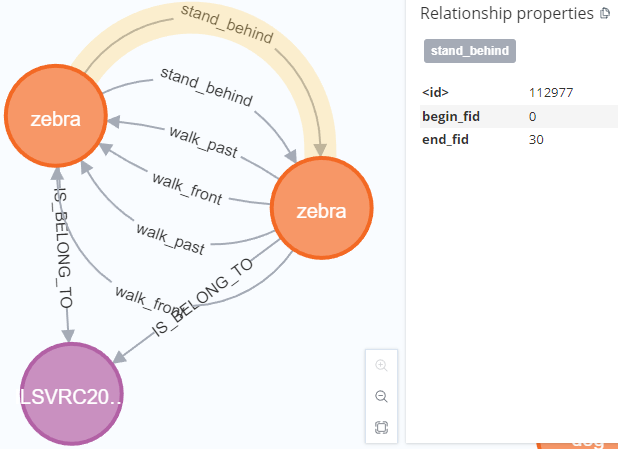 Relationship properties
stand_behind
<id> 112977
begin_fid 0
end_fid 30
stand_behind
stand_behind
walk_past
walk_front
walk_past
walk_front
IS_BELONG_TO
IS_BELONG_TO
zebra
zebra
LSVRC20...